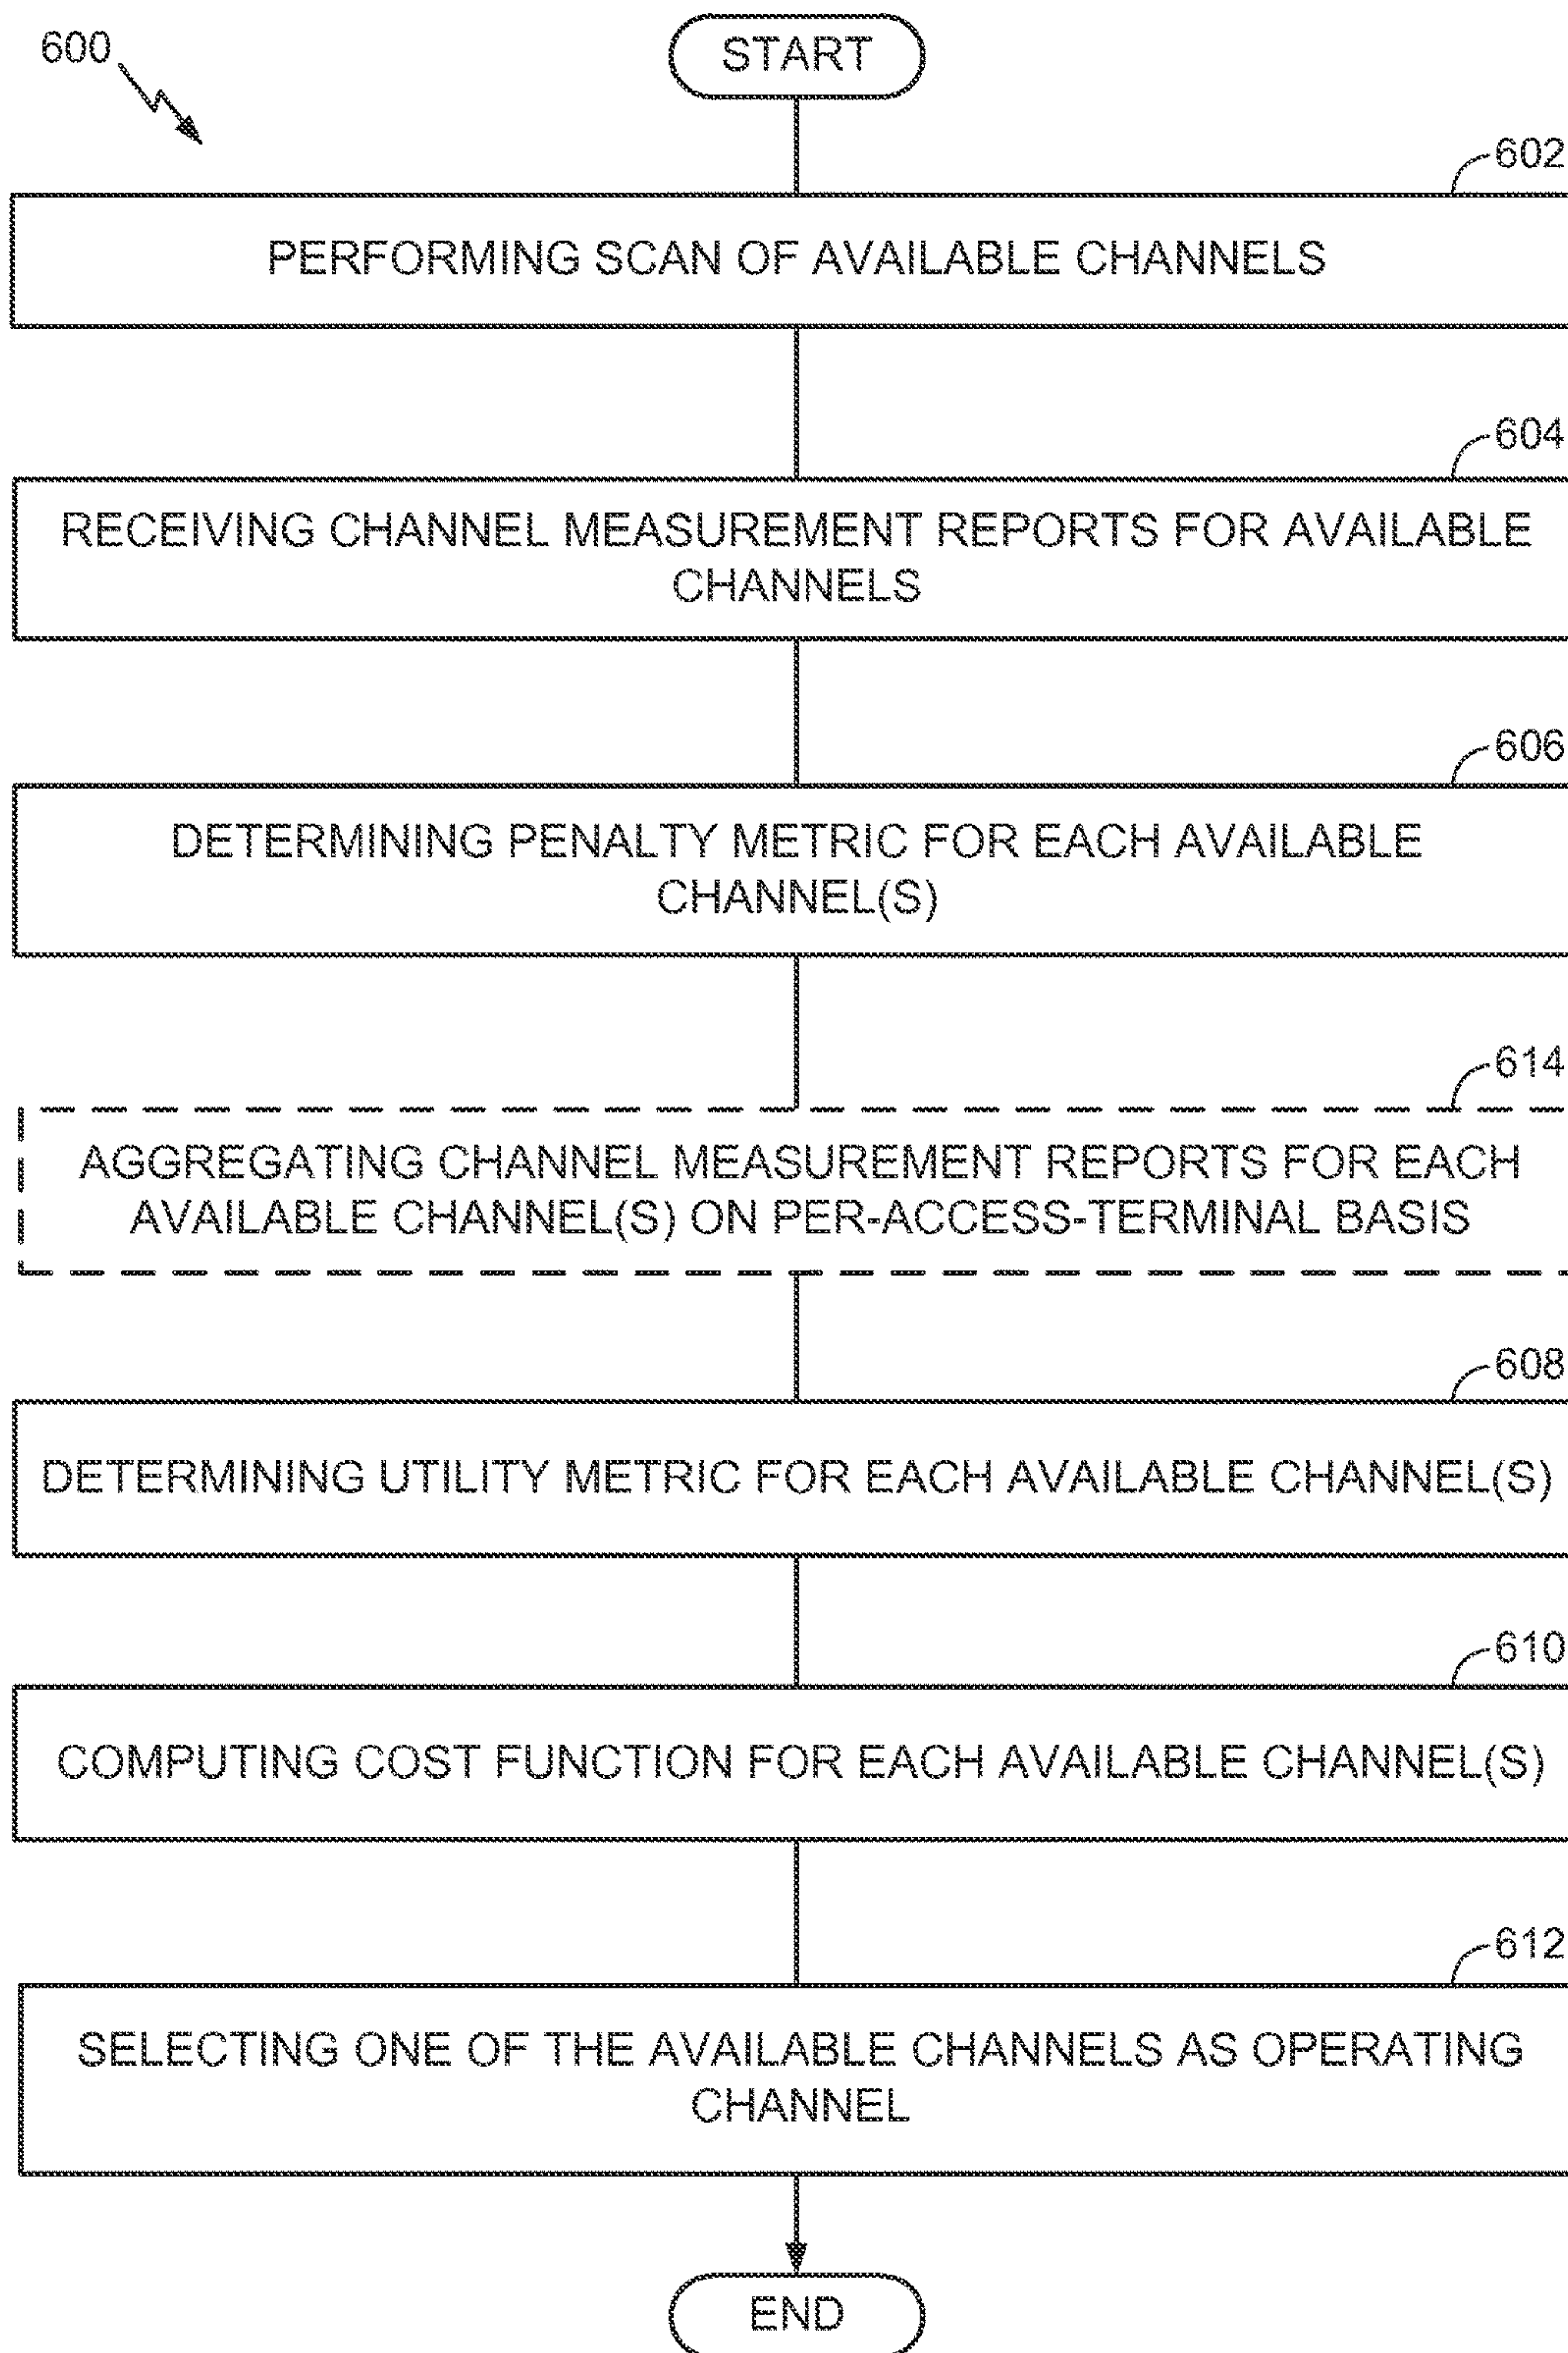 600
START
602
PERFORMING SCAN OF AVAILABLE CHANNELS
604
RECEIVING CHANNEL MEASUREMENT REPORTS FOR AVAILABLE
CHANNELS
606
DETERMINING PENALTY METRIC FOR EACH AVAILABLE
CHANNEL(S)
614
AGGREGATING CHANNEL MEASUREMENT REPORTS FOR EACH
AVAILABLE CHANNEL(S) ON PER-ACCESS-TERMINAL BASIS
608
DETERMINING UTILITY METRIC FOR EACH AVAILABLE CHANNEL(S)
610
COMPUTING COST FUNCTION FOR EACH AVAILABLE CHANNEL(S)
612
SELECTING ONE OF THE AVAILABLE CHANNELS AS OPERATING
CHANNEL
END